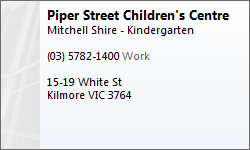 Piper Street Children's Centre
Mitchell Shire - Kindergarten
(03) 5782-1400 Work
15-19 White St
Kilmore VIC 3764